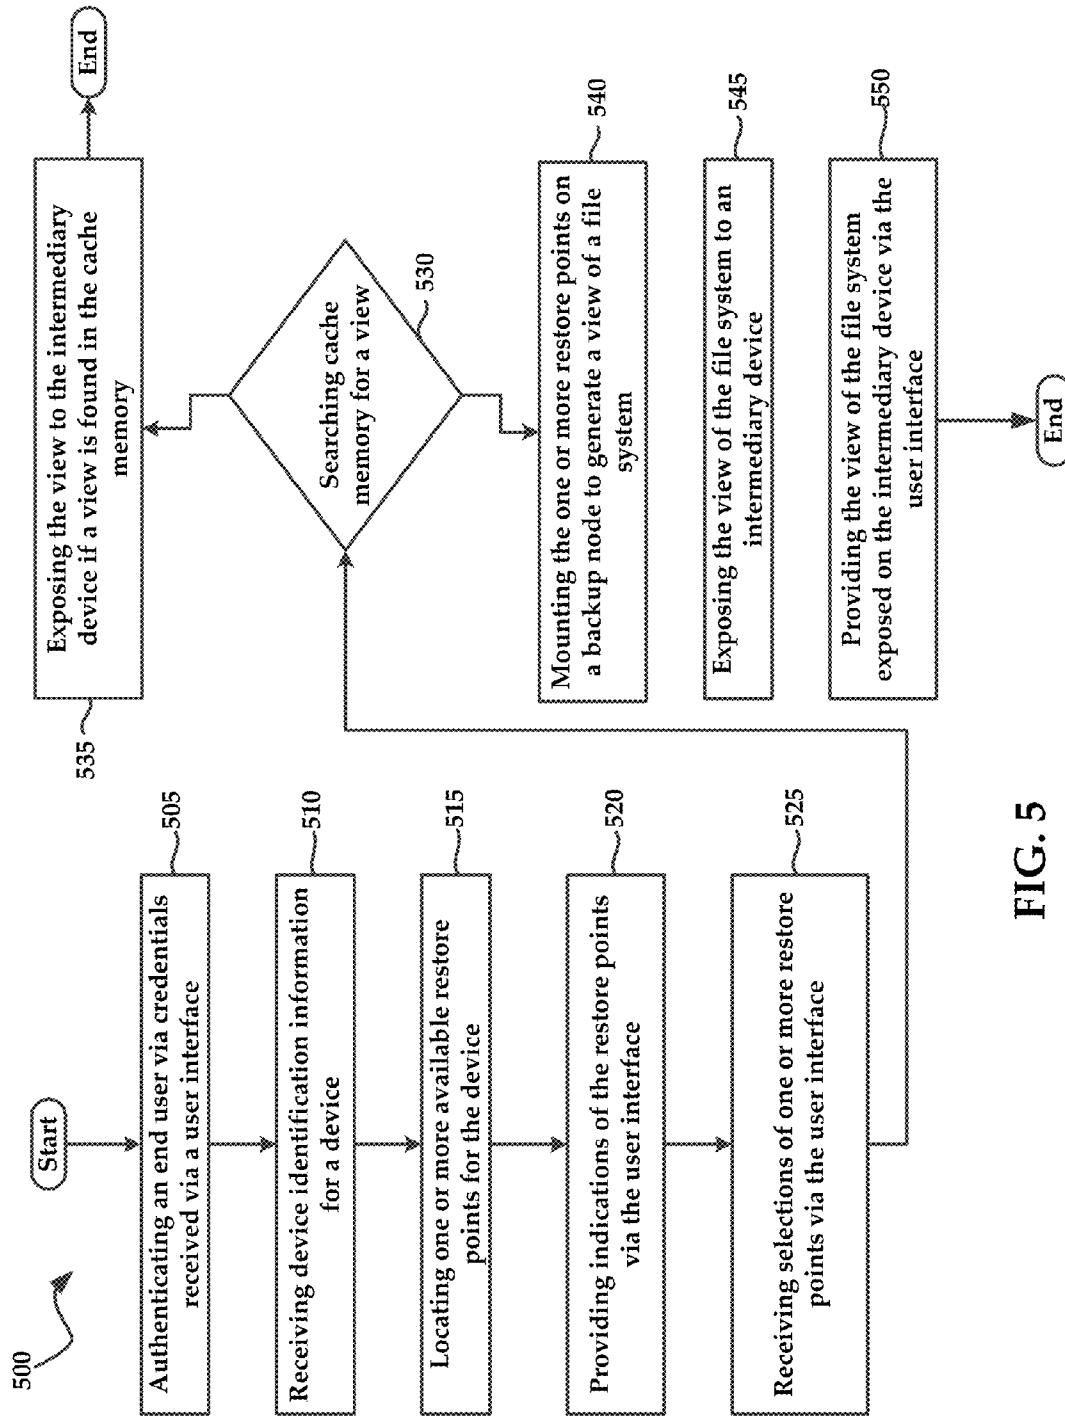 500
Start
Authenticating an end user via credentials
received via a user interface
505
Receiving device identification information
for a device
510
Locating one or more available restore
points for the device
515
Providing indications of the restore points
via the user interface
520
Receiving selections of one or more restore
points via the user interface
525
Searching cache
memory for a view
530
Exposing the view to the intermediary
device if a view is found in the cache
memory
535
End
Mounting the one or more restore points on
a backup node to generate a view of a file
system
540
Exposing the view of the file system to an
intermediary device
545
Providing the view of the file system
exposed on the intermediary device via the
user interface
550
End
FIG. 5